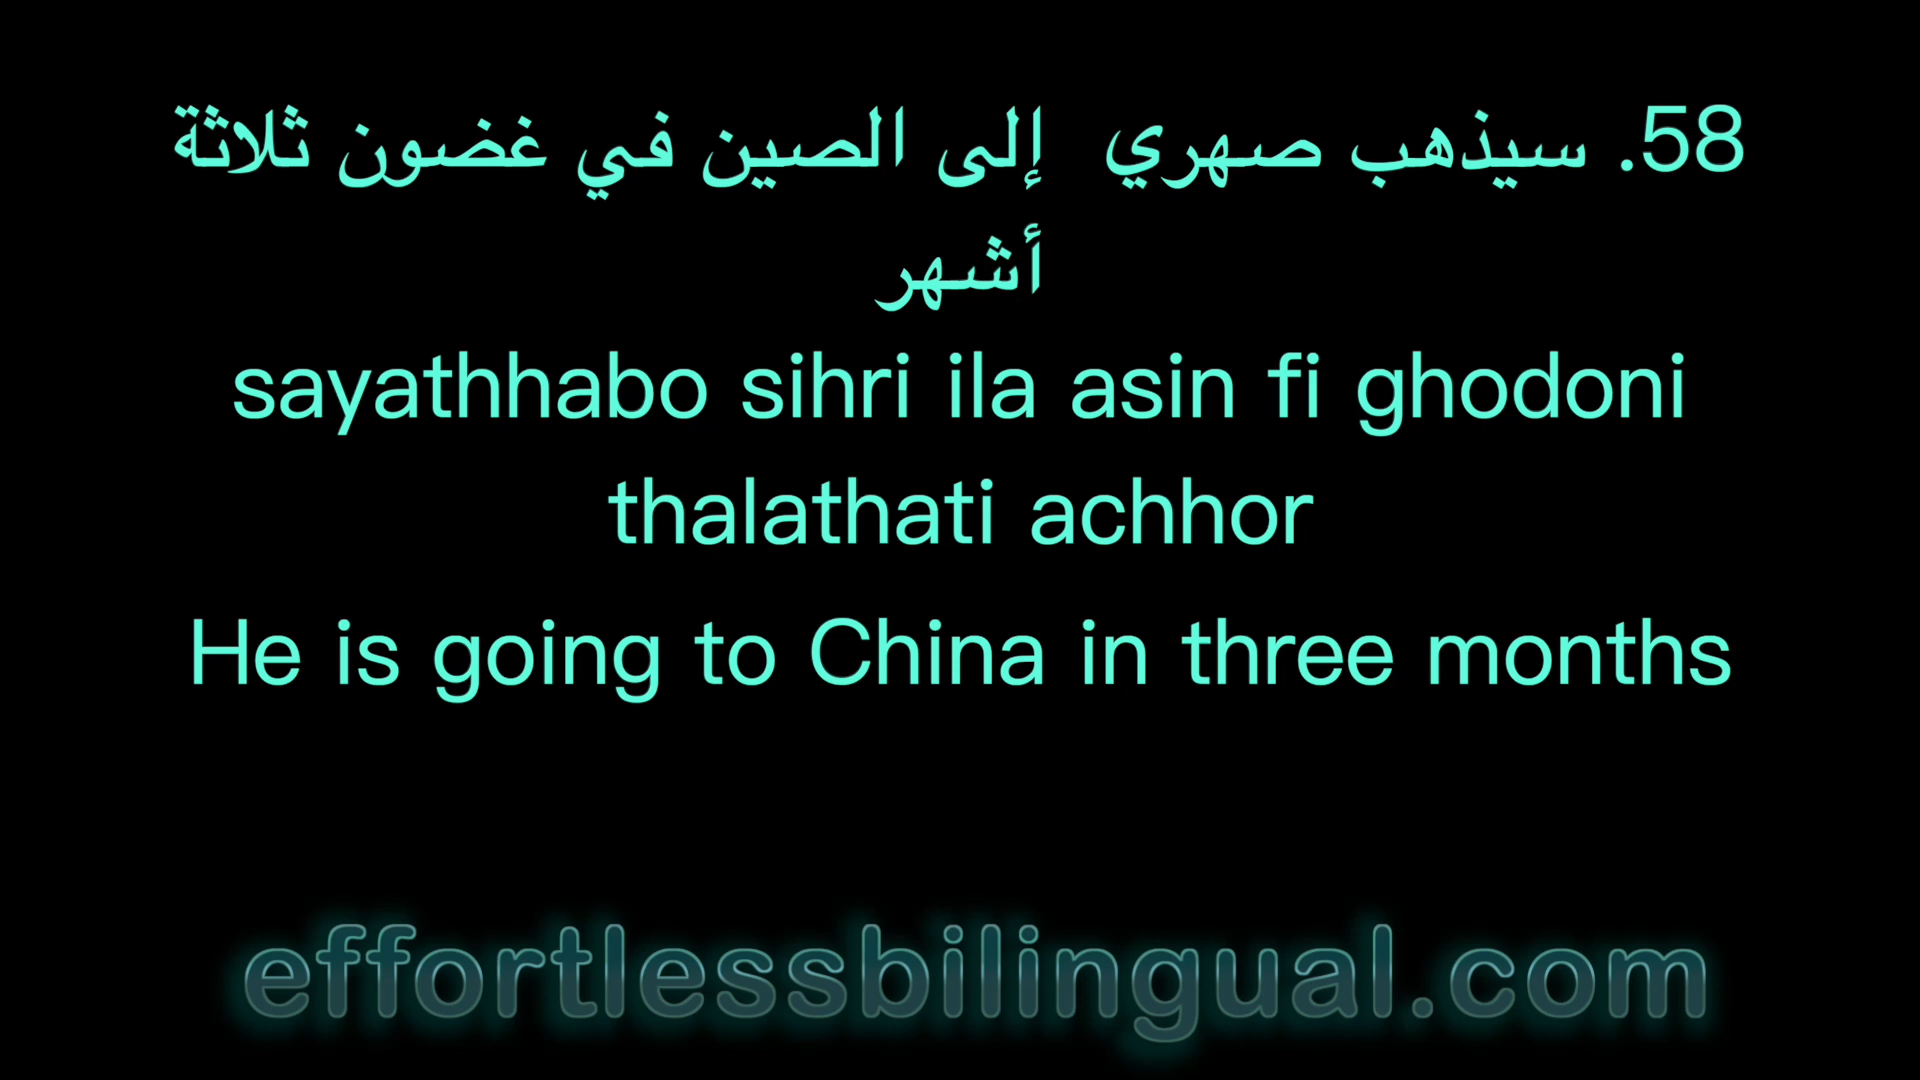 58. سيذهب صهري إلى الصين في غضون ثلاثة
أشهر
sayathhabo sihri ila asin fi ghodoni
thalathati achhor
He is going to China in three months
effortlessbilingual.com